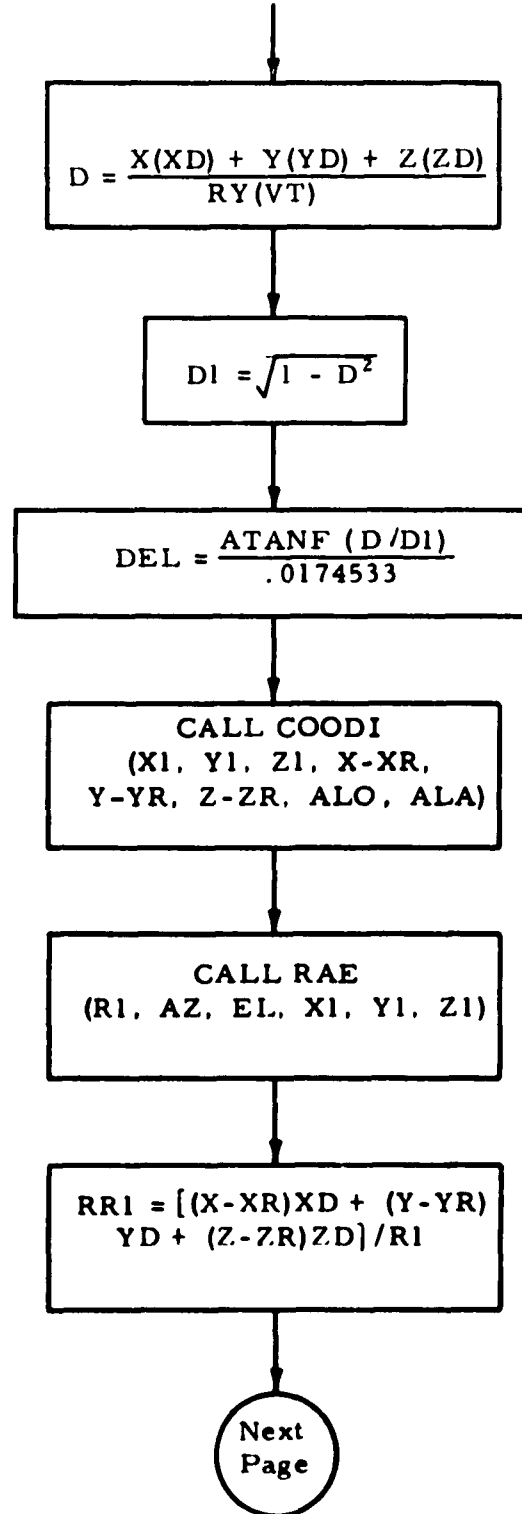 D = X(XD) + Y(YD) + Z(ZD)
RY(VT)
D1 = √1 - D²
DEL = ATANF (D/D1)
.0174533
CALL COODI
(X1, Y1, Z1, X-XR,
Y-YR, Z-ZR, ALO, ALA)
CALL RAE
(R1, AZ, EL, X1, Y1, Z1)
RR1 = [(X-XR)XD + (Y-YR)
YD + (Z-ZR)ZD]/R1
Next
Page